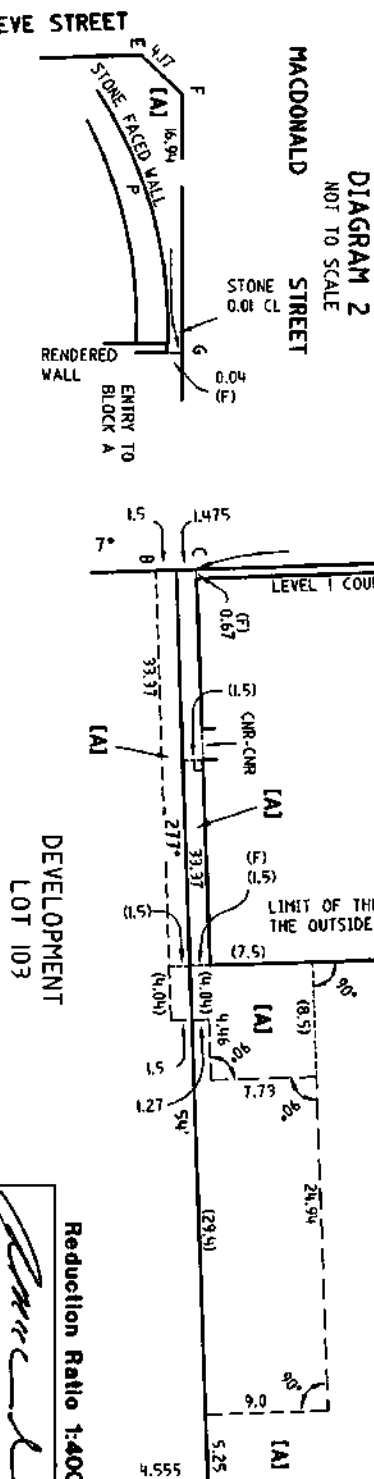 EVE STREET
DIAGRAM 2
NOT TO SCALE
MACDONALD STREET
E
4.17
F
[A]
16.94
STONE FACED WALL
P
STONE
0.01 CL
G
RENDERED
WALL
0.04
(F)
ENTRY TO
BLOCK A
1.5
1.475
7°
B
C
LEVEL 1 COU
(F)
0.67
33.37
(1.5)
CNR-CNR
[A]
[A]
277°
33.37
(F)
(1.5)
(1.5)
LIMIT OF TH
THE OUTSIDE
(7.5)
DEVELOPMENT
LOT 103
(4.04)
(4.04)
4.46
[A]
(8.5)
90°
90°
90°
7.73
1.5
1.27
54'
24.94
(29.4)
90°
9.0
[A]
5.25
4.555
Reduction Ratio 1:400